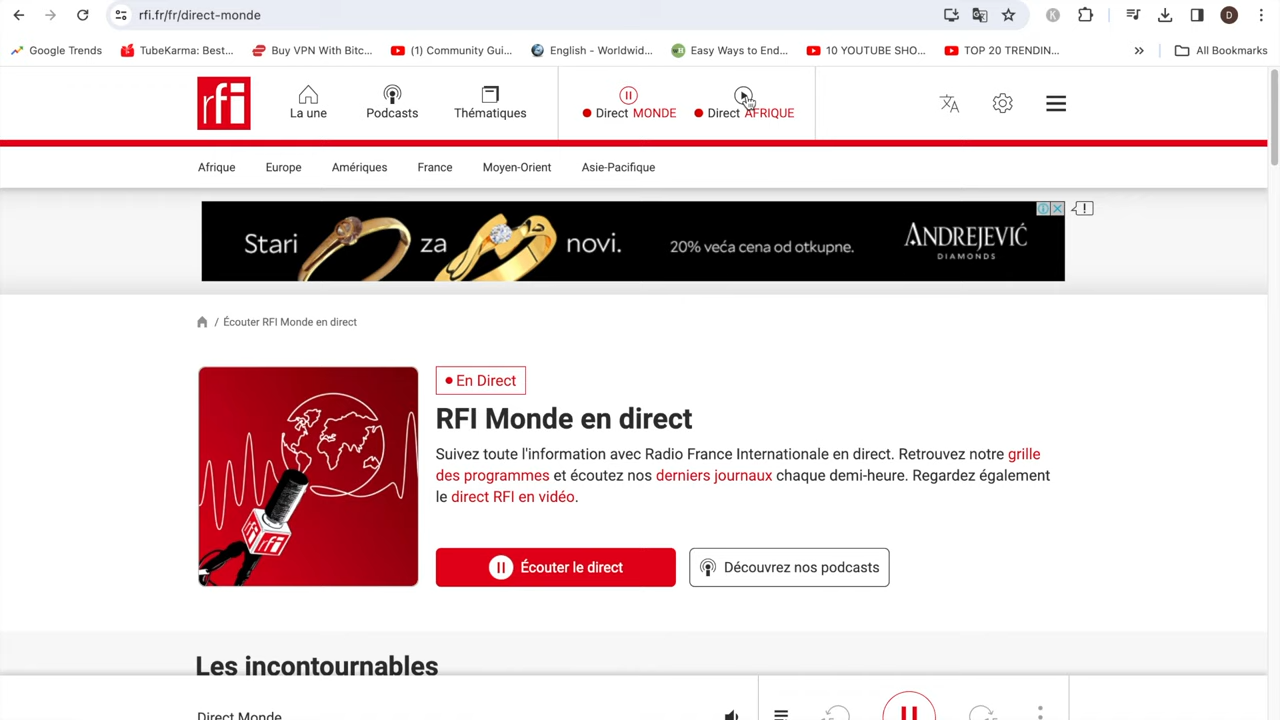 rfi.fr/fr/direct-monde
D
Google Trends
TubeKarma: Best...
Buy VPN With Bitc...
(1) Community Gui...
English - Worldwid...
Easy Ways to End...
10 YOUTUBE SHO...
TOP 20 TRENDIN...
»
All Bookmarks
rfi
La une
Podcasts
Thématiques
Direct MONDE
Direct AFRIQUE
Afrique
Europe
Amériques
France
Moyen-Orient
Asie-Pacifique
Stari za novi.
20% veća cena od otkupne.
ANDREJEVIĆ
DIAMONDS
/ Écouter RFI Monde en direct
rfi
En Direct
RFI Monde en direct
Suivez toute l'information avec Radio France Internationale en direct. Retrouvez notre grille
des programmes et écoutez nos derniers journaux chaque demi-heure. Regardez également
le direct RFI en vidéo.
Écouter le direct
Découvrez nos podcasts
Les incontournables
Direct Monde